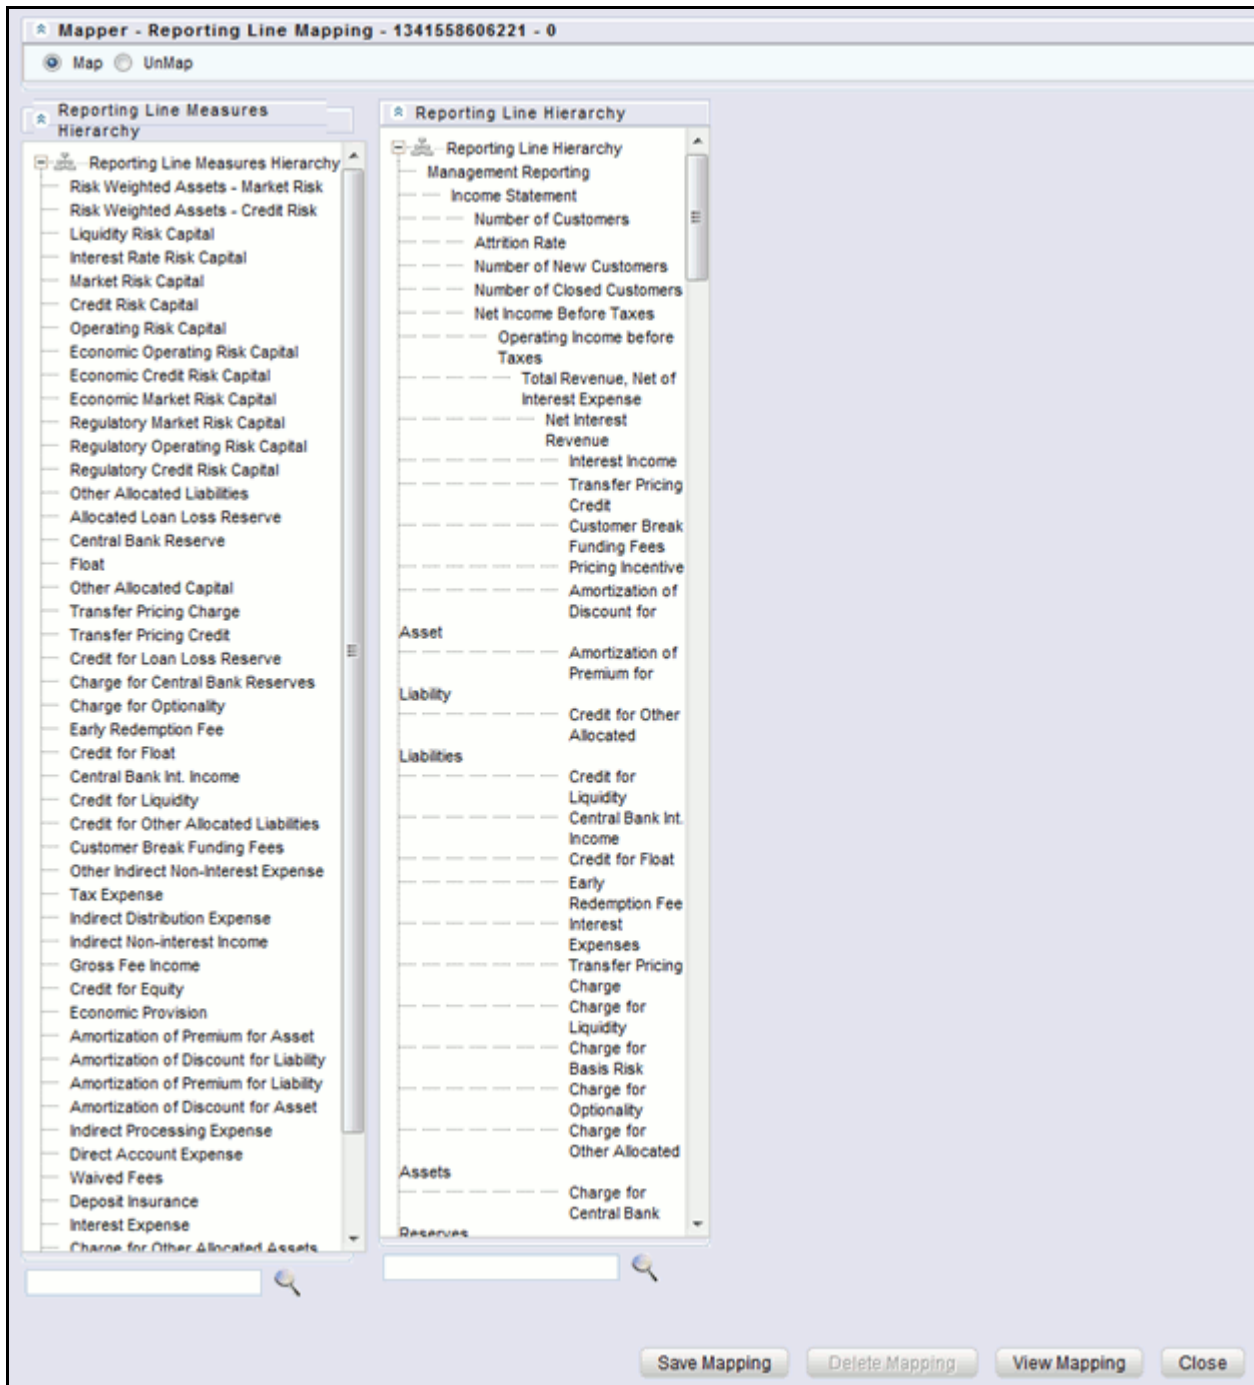 Mapper - Reporting Line Mapping - 1341558606221 - 0
Map UnMap
Reporting Line Measures
Hierarchy
Reporting Line Measures Hierarchy
Risk Weighted Assets - Market Risk
Risk Weighted Assets - Credit Risk
Liquidity Risk Capital
Interest Rate Risk Capital
Market Risk Capital
Credit Risk Capital
Operating Risk Capital
Economic Operating Risk Capital
Economic Credit Risk Capital
Economic Market Risk Capital
Regulatory Market Risk Capital
Regulatory Operating Risk Capital
Regulatory Credit Risk Capital
Other Allocated Liabilities
Allocated Loan Loss Reserve
Central Bank Reserve
Float
Other Allocated Capital
Transfer Pricing Charge
Transfer Pricing Credit
Credit for Loan Loss Reserve
Charge for Central Bank Reserves
Charge for Optionality
Early Redemption Fee
Credit for Float
Central Bank Int. Income
Credit for Liquidity
Credit for Other Allocated Liabilities
Customer Break Funding Fees
Other Indirect Non-Interest Expense
Tax Expense
Indirect Distribution Expense
Indirect Non-interest Income
Gross Fee Income
Credit for Equity
Economic Provision
Amortization of Premium for Asset
Amortization of Discount for Liability
Amortization of Premium for Liability
Amortization of Discount for Asset
Indirect Processing Expense
Direct Account Expense
Waived Fees
Deposit Insurance
Interest Expense
Charge for Other Allocated Assets
Reporting Line Hierarchy
Reporting Line Hierarchy
Management Reporting
Income Statement
Number of Customers
Attrition Rate
Number of New Customers
Number of Closed Customers
Net Income Before Taxes
Operating Income before
Taxes
Total Revenue, Net of
Interest Expense
Net Interest
Revenue
Interest Income
Transfer Pricing
Credit
Customer Break
Funding Fees
Pricing Incentive
Amortization of
Discount for
Asset
Amortization of
Premium for
Liability
Credit for Other
Allocated
Liabilities
Credit for
Liquidity
Central Bank Int.
Income
Credit for Float
Early
Redemption Fee
Interest
Expenses
Transfer Pricing
Charge
Charge for
Liquidity
Charge for
Basis Risk
Charge for
Optionality
Charge for
Other Allocated
Assets
Charge for
Central Bank
Reserves
Save Mapping Delete Mapping View Mapping Close